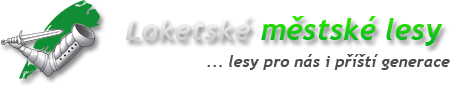 Loketské městské lesy
... lesy pro nás i příští generace